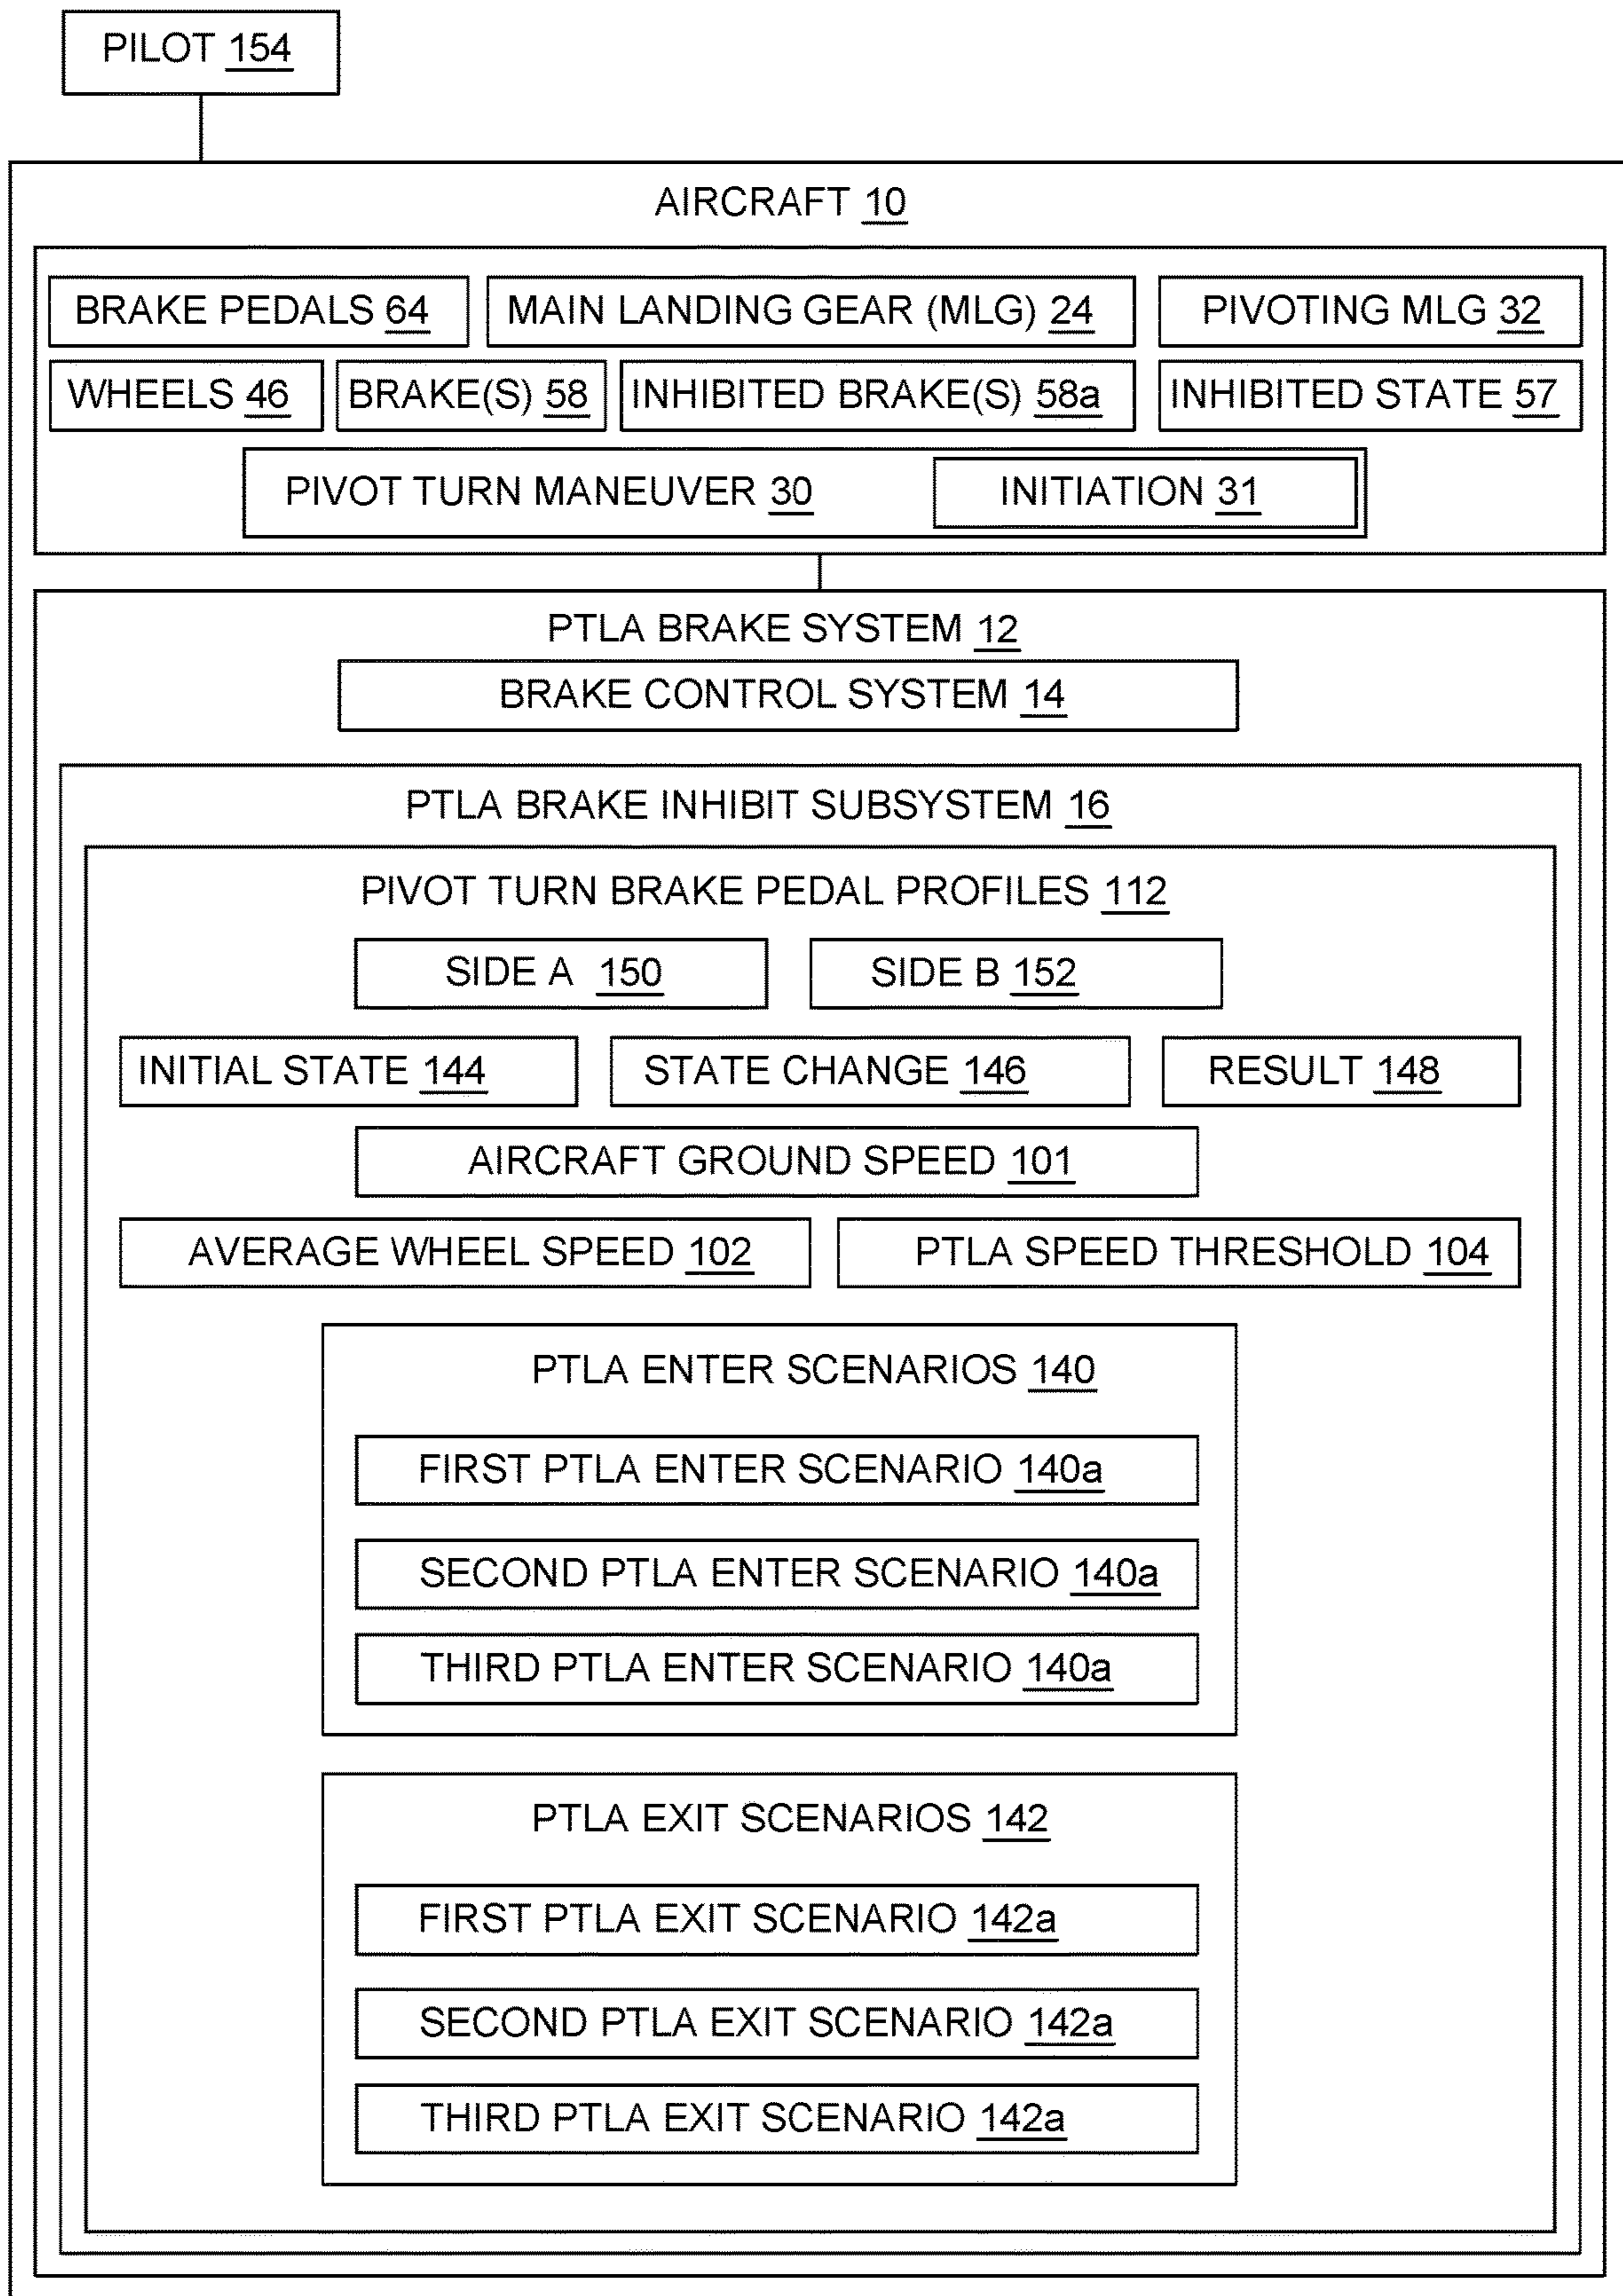 PILOT 154
AIRCRAFT 10
BRAKE PEDALS 64 MAIN LANDING GEAR (MLG) 24 PIVOTING MLG 32
WHEELS 46 BRAKE(S) 58 INHIBITED BRAKE(S) 58a INHIBITED STATE 57
PIVOT TURN MANEUVER 30 INITIATION 31
PTLA BRAKE SYSTEM 12
BRAKE CONTROL SYSTEM 14
PTLA BRAKE INHIBIT SUBSYSTEM 16
PIVOT TURN BRAKE PEDAL PROFILES 112
SIDE A 150 SIDE B 152
INITIAL STATE 144 STATE CHANGE 146 RESULT 148
AIRCRAFT GROUND SPEED 101
AVERAGE WHEEL SPEED 102 PTLA SPEED THRESHOLD 104
PTLA ENTER SCENARIOS 140
FIRST PTLA ENTER SCENARIO 140a
SECOND PTLA ENTER SCENARIO 140a
THIRD PTLA ENTER SCENARIO 140a
PTLA EXIT SCENARIOS 142
FIRST PTLA EXIT SCENARIO 142a
SECOND PTLA EXIT SCENARIO 142a
THIRD PTLA EXIT SCENARIO 142a